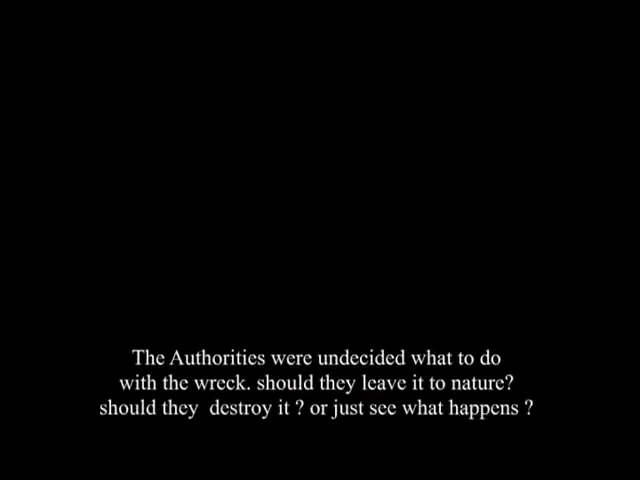 The Authorities were undecided what to do
with the wreck. should they leave it to nature?
should they  destroy it ? or just see what happens ?